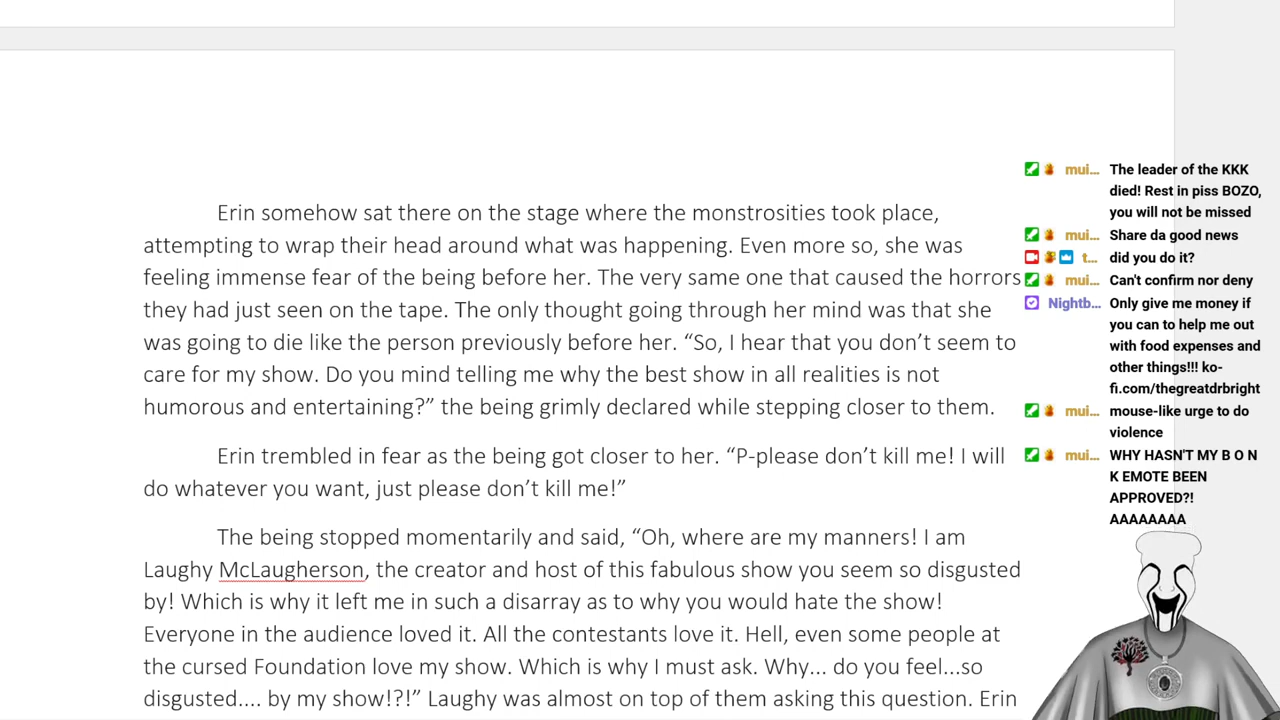 Erin somehow sat there on the stage where the monstrosities took place,
attempting to wrap their head around what was happening. Even more so, she was
feeling immense fear of the being before her. The very same one that caused the horrors
they had just seen on the tape. The only thought going through her mind was that she
was going to die like the person previously before her. “So, I hear that you don’t seem to
care for my show. Do you mind telling me why the best show in all realities is not
humorous and entertaining?” the being grimly declared while stepping closer to them.
Erin trembled in fear as the being got closer to her. “P-please don’t kill me! I will
do whatever you want, just please don’t kill me!”
The being stopped momentarily and said, “Oh, where are my manners! I am
Laughy McLaugherson, the creator and host of this fabulous show you seem so disgusted
by! Which is why it left me in such a disarray as to why you would hate the show!
Everyone in the audience loved it. All the contestants love it. Hell, even some people at
the cursed Foundation love my show. Which is why I must ask. Why... do you feel...so
disgusted.... by my show!?!” Laughy was almost on top of them asking this question. Erin
mui... The leader of the KKK
died! Rest in piss BOZO,
you will not be missed
mui... Share da good news
t... did you do it?
mui... Can't confirm nor deny
Nightb... Only give me money if
you can to help me out
with food expenses and
other things!!! ko-
fi.com/thegreatdrbright
mui... mouse-like urge to do
violence
mui... WHY HASN'T MY B O N
K EMOTE BEEN
APPROVED?!
AAAAAAAA